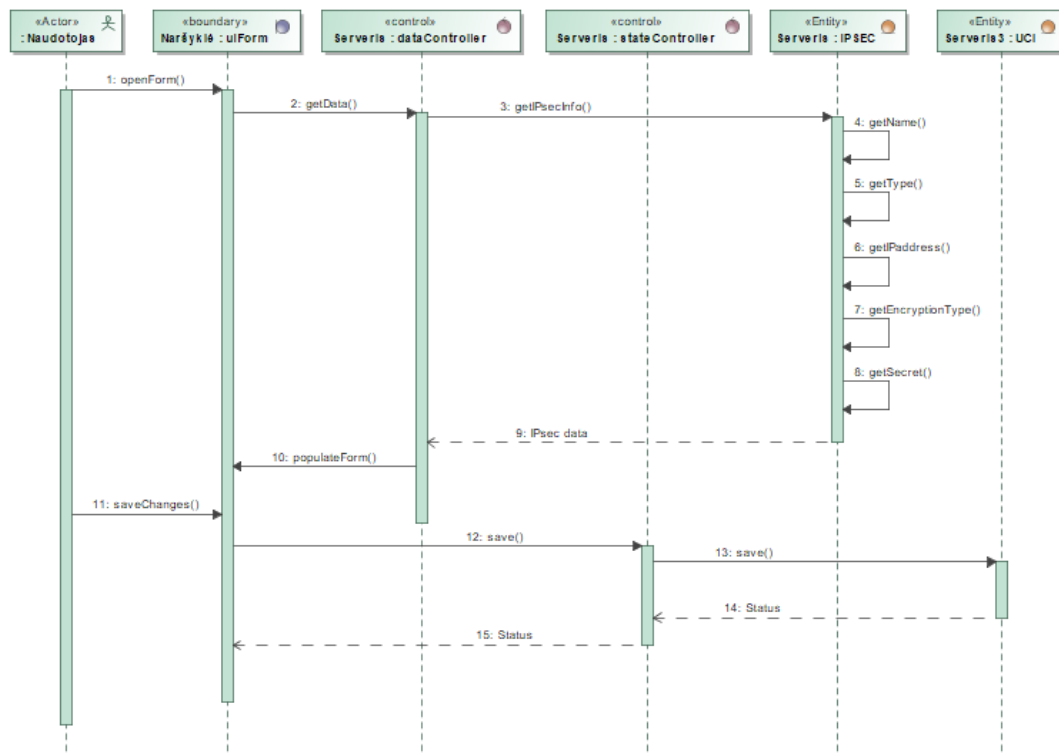 «Actor»
: Naudotojas
«boundary»
Naršyklė : uiForm
«control»
Serveris : dataController
«control»
Serveris : stateController
«Entity»
Serveris : IPSEC
«Entity»
Serveris3 : UCI
1: openForm()
2: getData()
3: getIPsecInfo()
4: getName()
5: getType()
6: getIPaddress()
7: getEncryptionType()
8: getSecret()
9: IPsec data
10: populateForm()
11: saveChanges()
12: save()
13: save()
14: Status
15: Status